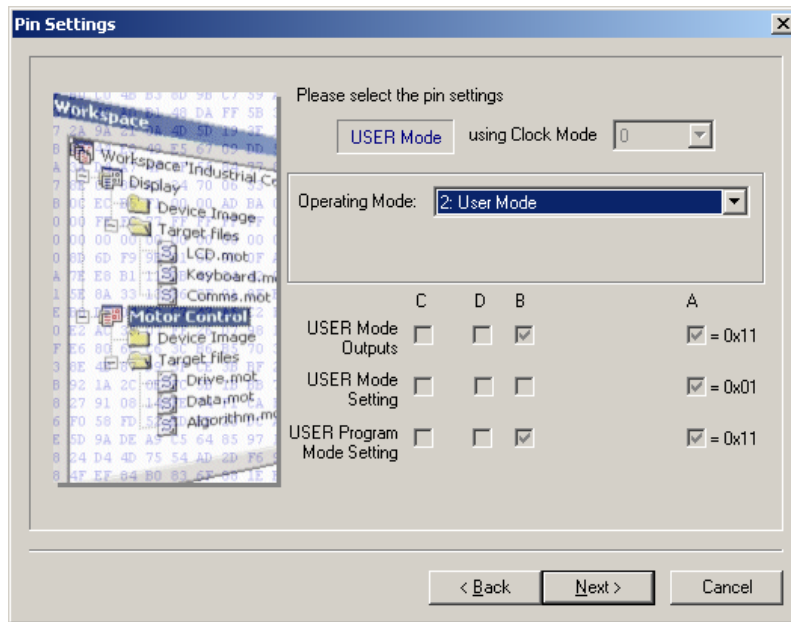 Pin Settings
Please select the pin settings
USER Mode using Clock Mode 0
Operating Mode: 2: User Mode
C D B A
USER Mode Outputs = 0x11
USER Mode Setting = 0x01
USER Program Mode Setting = 0x11
Workspace
Workspace "Industrial Co
Display
Device Image
Target files
LCD.mot
Keyboard.m
Comms.mot
Motor Control
Device Image
Target files
Drive.mot
Data.mot
Algorithm.mo
< Back Next > Cancel